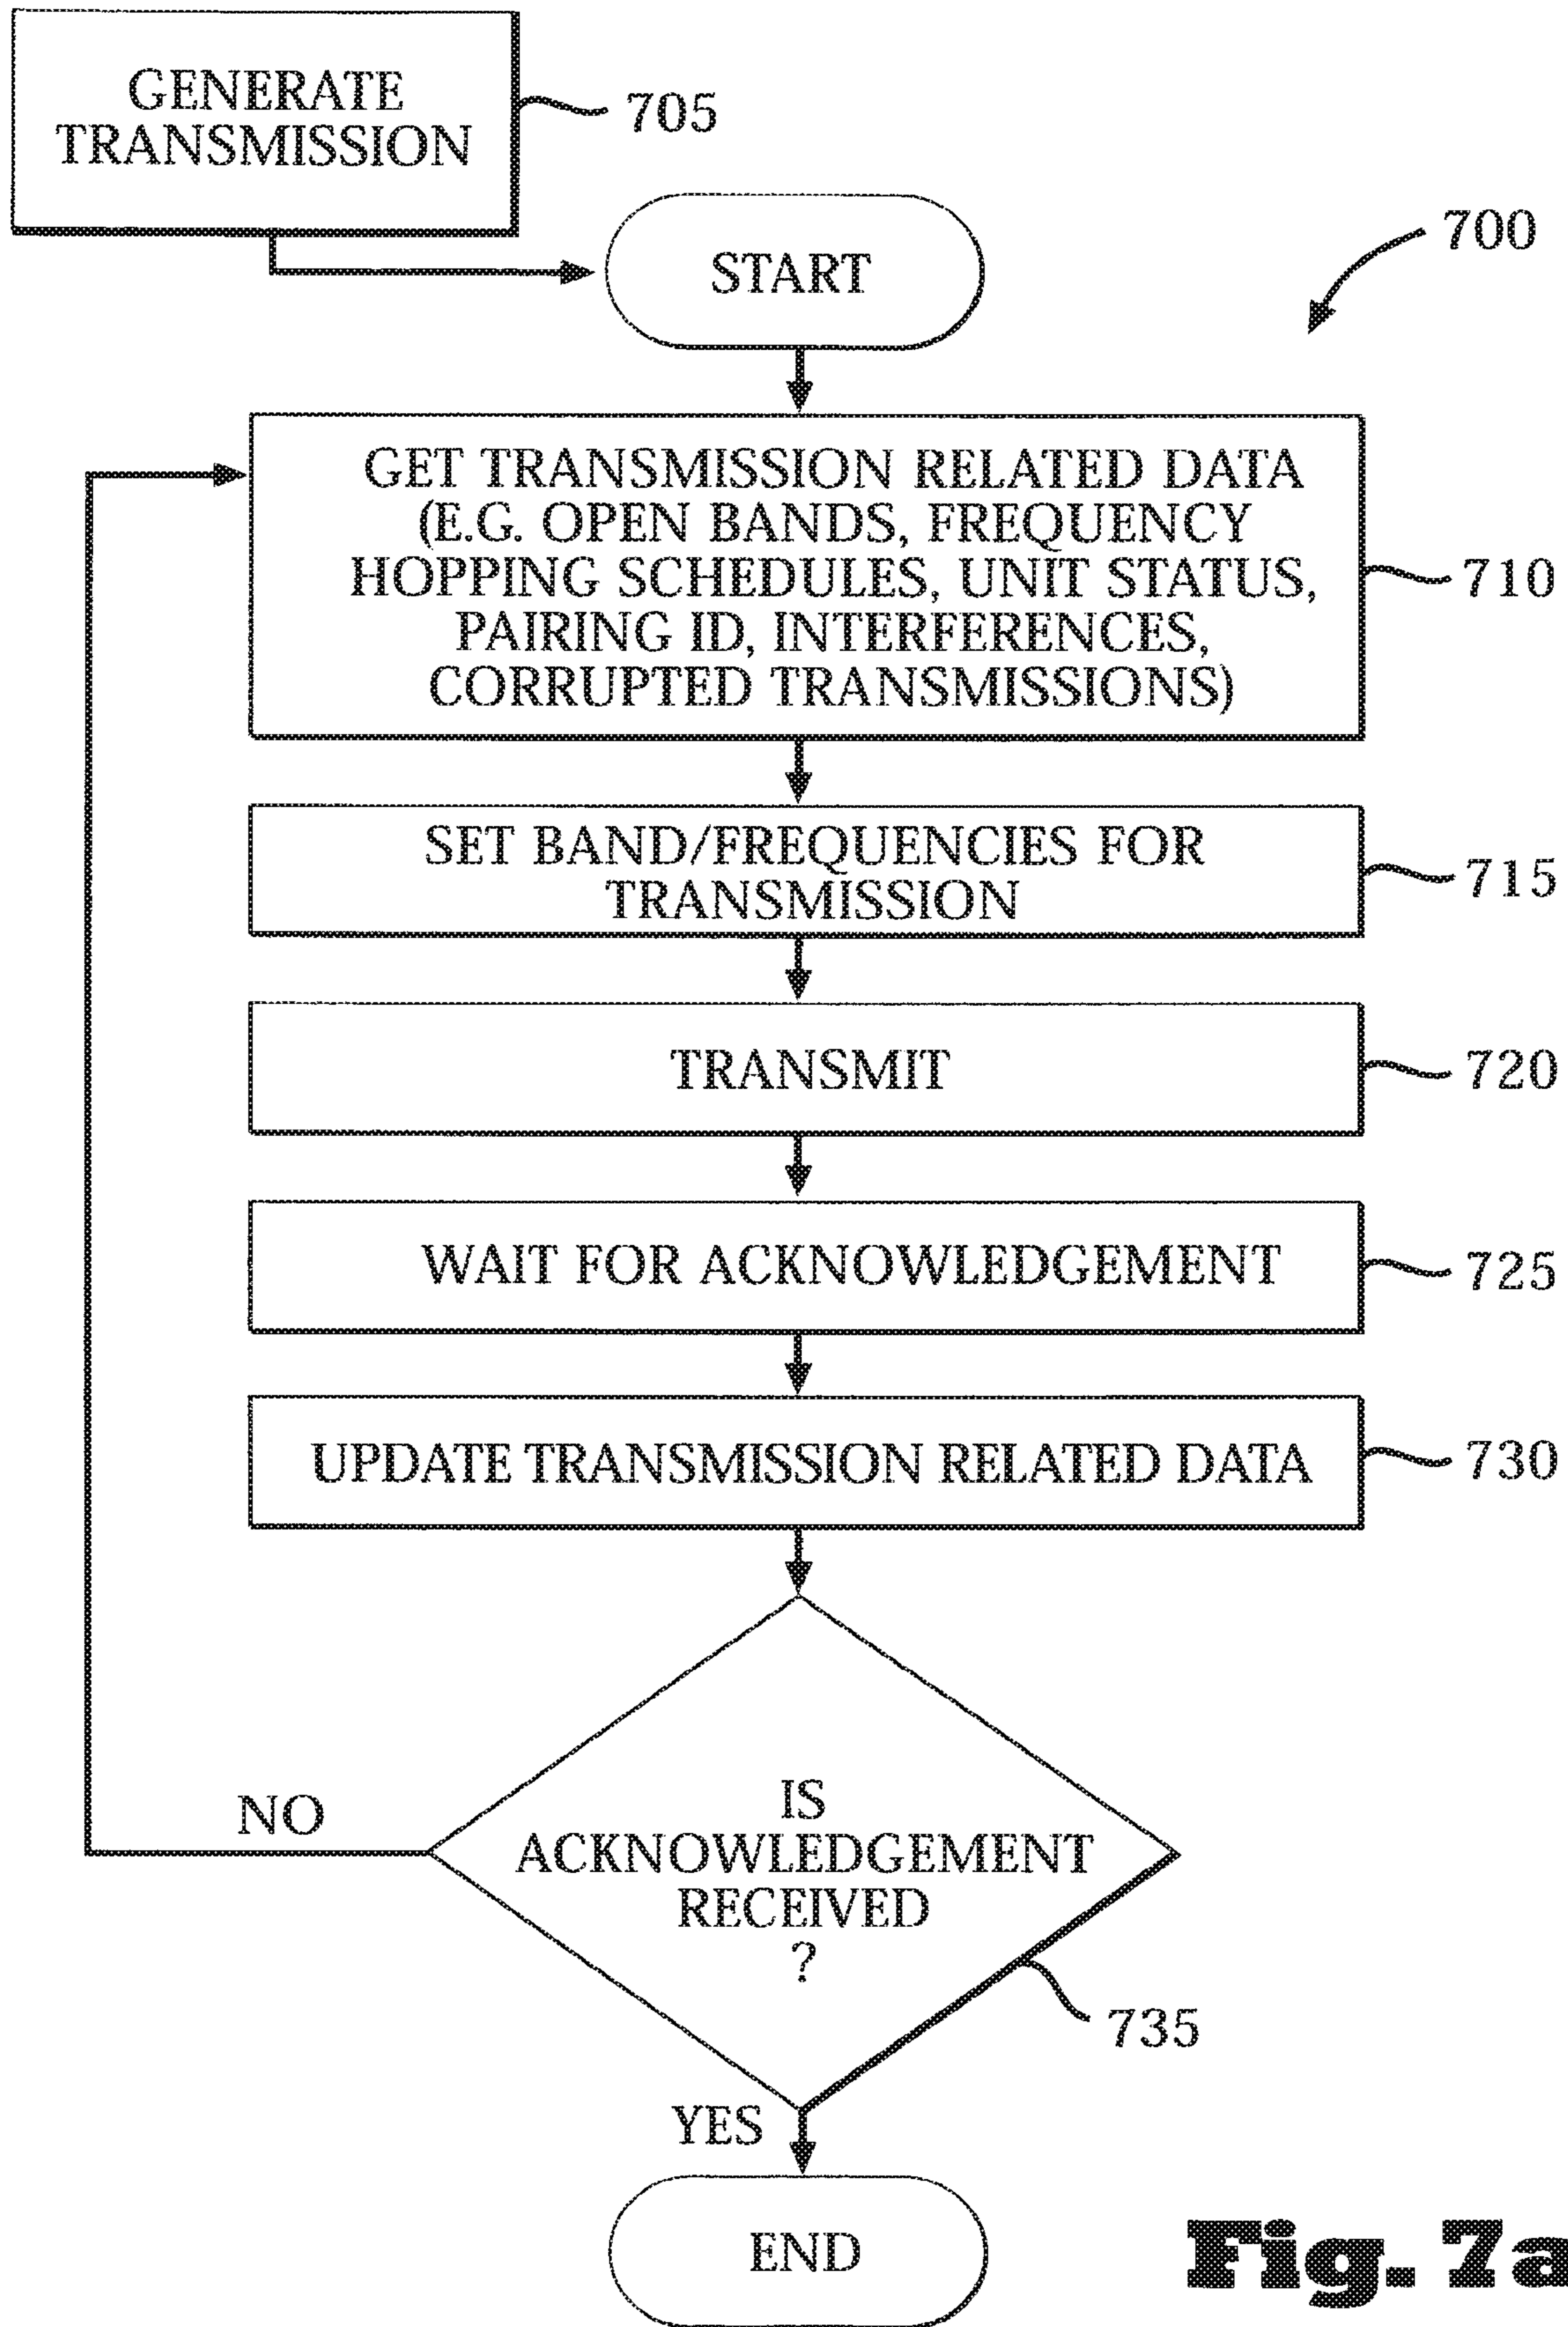 GENERATE
TRANSMISSION
705
START
700
GET TRANSMISSION RELATED DATA
(E.G. OPEN BANDS, FREQUENCY
HOPPING SCHEDULES, UNIT STATUS,
PAIRING ID, INTERFERENCES,
CORRUPTED TRANSMISSIONS)
710
SET BAND/FREQUENCIES FOR
TRANSMISSION
715
TRANSMIT
720
WAIT FOR ACKNOWLEDGEMENT
725
UPDATE TRANSMISSION RELATED DATA
730
NO
IS
ACKNOWLEDGEMENT
RECEIVED
?
735
YES
END
Fig. 7a